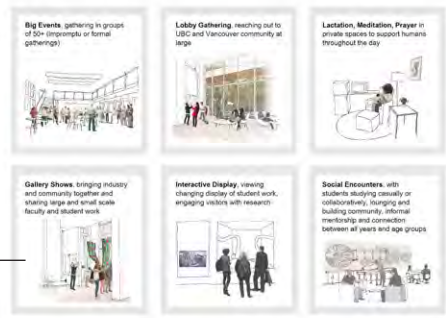 Big Events, gathering in groups
of 50+ (impromptu or formal
gatherings)
Lobby Gathering, reaching out to
UBC and Vancouver community at
large
Lactation, Meditation, Prayer in
private spaces to support humans
throughout the day
Gallery Shows, bringing industry
and community together and
sharing large and small scale
faculty and student work
Interactive Display, viewing
changing display of student work,
engaging visitors with research
Social Encounters, with
students studying casually or
collaboratively, lounging and
building community, informal
mentorship and connection
between all years and age groups